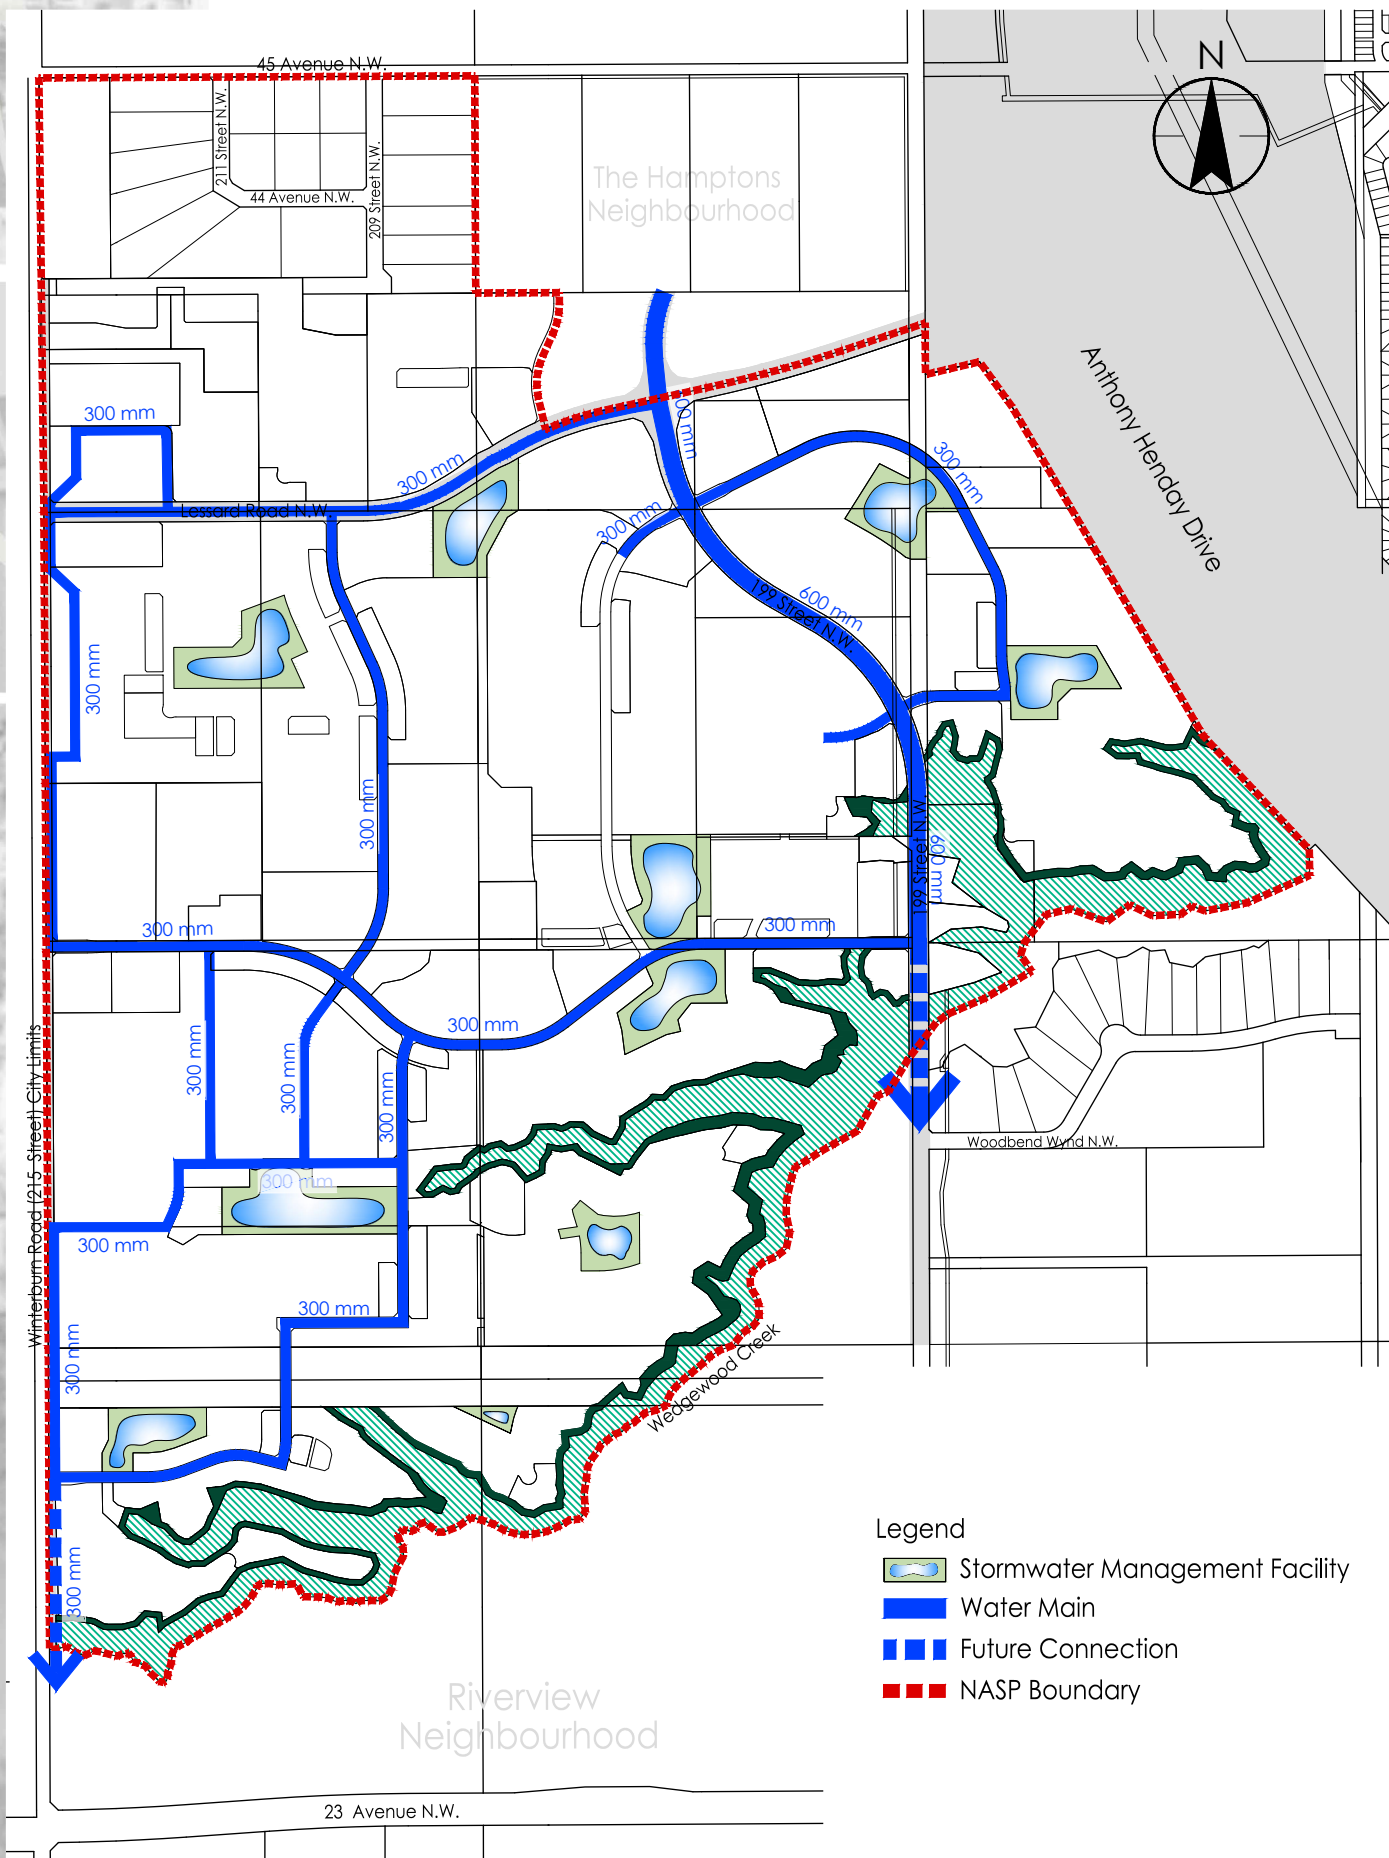 45 Avenue N.W.
N
211 Street N.W.
44 Avenue N.W.
209 Street N.W.
The Hamptons
Neighbourhood
Anthony Henday Drive
300 mm
300 mm
Lessard Road N.W.
00 mm
300 mm
300 mm
600 mm
199 Street N.W.
300 mm
300 mm
600 mm
199 Street N.W.
300 mm
300 mm
300 mm
300 mm
300 mm
300 mm
Winterburn Road (215 Street) City Limits
Woodbend Wynd N.W.
300 mm
300 mm
300 mm
300 mm
300 mm
Wedgewood Creek
300 mm
Legend
Stormwater Management Facility
Water Main
Future Connection
NASP Boundary
Riverview
Neighbourhood
23 Avenue N.W.